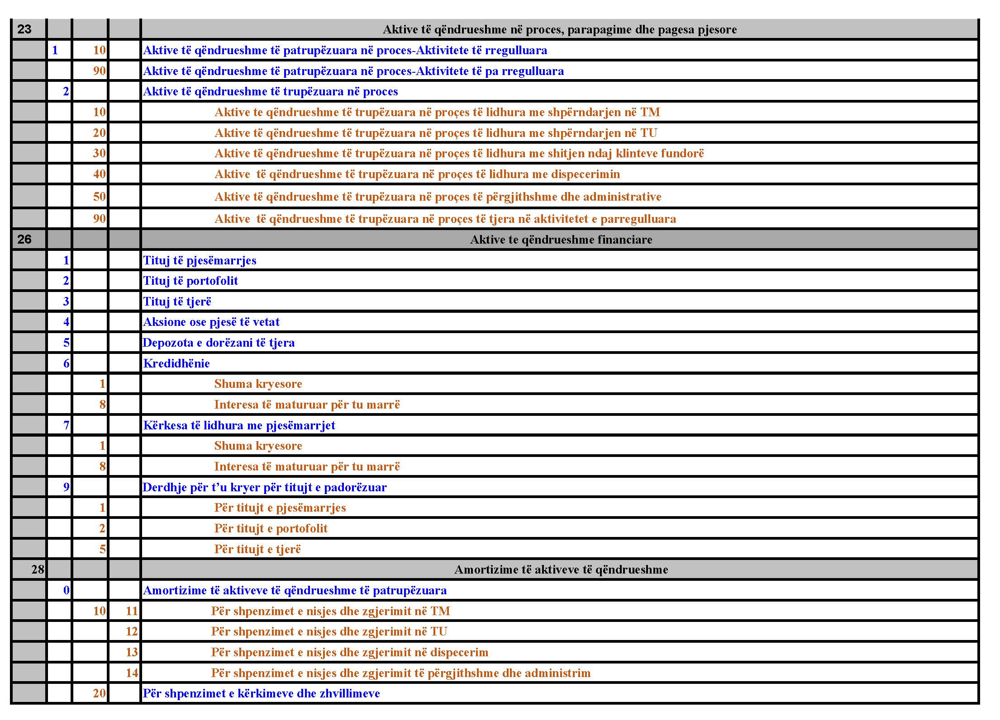 23 Aktive të qëndrueshme në proces, parapagime dhe pagesa pjesore
1 10 Aktive të qëndrueshme të patrupëzuara në proces-Aktivitete të rregulluara
90 Aktive të qëndrueshme të patrupëzuara në proces-Aktivitete të pa rregulluara
2 Aktive të qëndrueshme të trupëzuara në proces
10 Aktive te qëndrueshme të trupëzuara në proçes të lidhura me shpërndarjen në TM
20 Aktive të qëndrueshme të trupëzuara në proçes të lidhura me shpërndarjen në TU
30 Aktive të qëndrueshme të trupëzuara në proçes të lidhura me shitjen ndaj klinteve fundorë
40 Aktive të qëndrueshme të trupëzuara në proçes të lidhura me dispecerimin
50 Aktive të qëndrueshme të trupëzuara në proçes të përgjithshme dhe administrative
90 Aktive të qëndrueshme të trupëzuara në proçes të tjera në aktivitetet e parregulluara
26 Aktive te qëndrueshme financiare
1 Tituj të pjesëmarrjes
2 Tituj të portofolit
3 Tituj të tjerë
4 Aksione ose pjesë të vetat
5 Depozota e dorëzani të tjera
6 Kredidhënie
1 Shuma kryesore
8 Interesa të maturuar për tu marrë
7 Kërkesa të lidhura me pjesëmarrjet
1 Shuma kryesore
8 Interesa të maturuar për tu marrë
9 Derdhje për t’u kryer për titujt e padorëzuar
1 Për titujt e pjesëmarrjes
2 Për titujt e portofolit
5 Për titujt e tjerë
28 Amortizime të aktiveve të qëndrueshme
0 Amortizime të aktiveve të qëndrueshme të patrupëzuara
10 11 Për shpenzimet e nisjes dhe zgjerimit në TM
12 Për shpenzimet e nisjes dhe zgjerimit në TU
13 Për shpenzimet e nisjes dhe zgjerimit në dispecerim
14 Për shpenzimet e nisjes dhe zgjerimit të përgjithshme dhe administrim
20 Për shpenzimet e kërkimeve dhe zhvillimeve